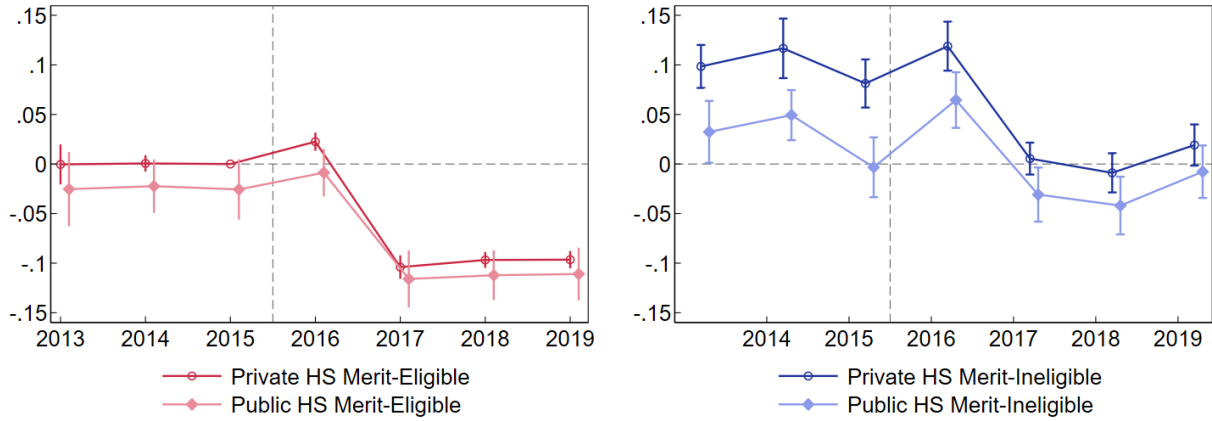 .15
.1
.05
0
-.05
-.1
-.15
2013 2014 2015 2016 2017 2018 2019
Private HS Merit-Eligible
Public HS Merit-Eligible
.15
.1
.05
0
-.05
-.1
-.15
2014 2015 2016 2017 2018 2019
Private HS Merit-Ineligible
Public HS Merit-Ineligible